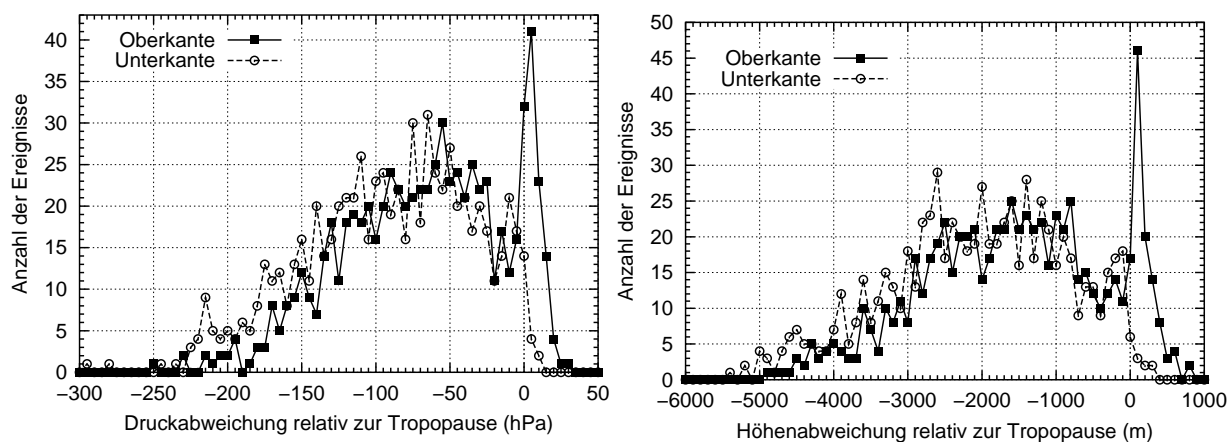 40
35
30
25
20
15
10
5
0
Anzahl der Ereignisse
Oberkante
Unterkante
−300 −250 −200 −150 −100 −50 0 50
Druckabweichung relativ zur Tropopause (hPa)
50
45
40
35
30
25
20
15
10
5
0
Anzahl der Ereignisse
Oberkante
Unterkante
−6000 −5000 −4000 −3000 −2000 −1000 0 1000
Höhenabweichung relativ zur Tropopause (m)